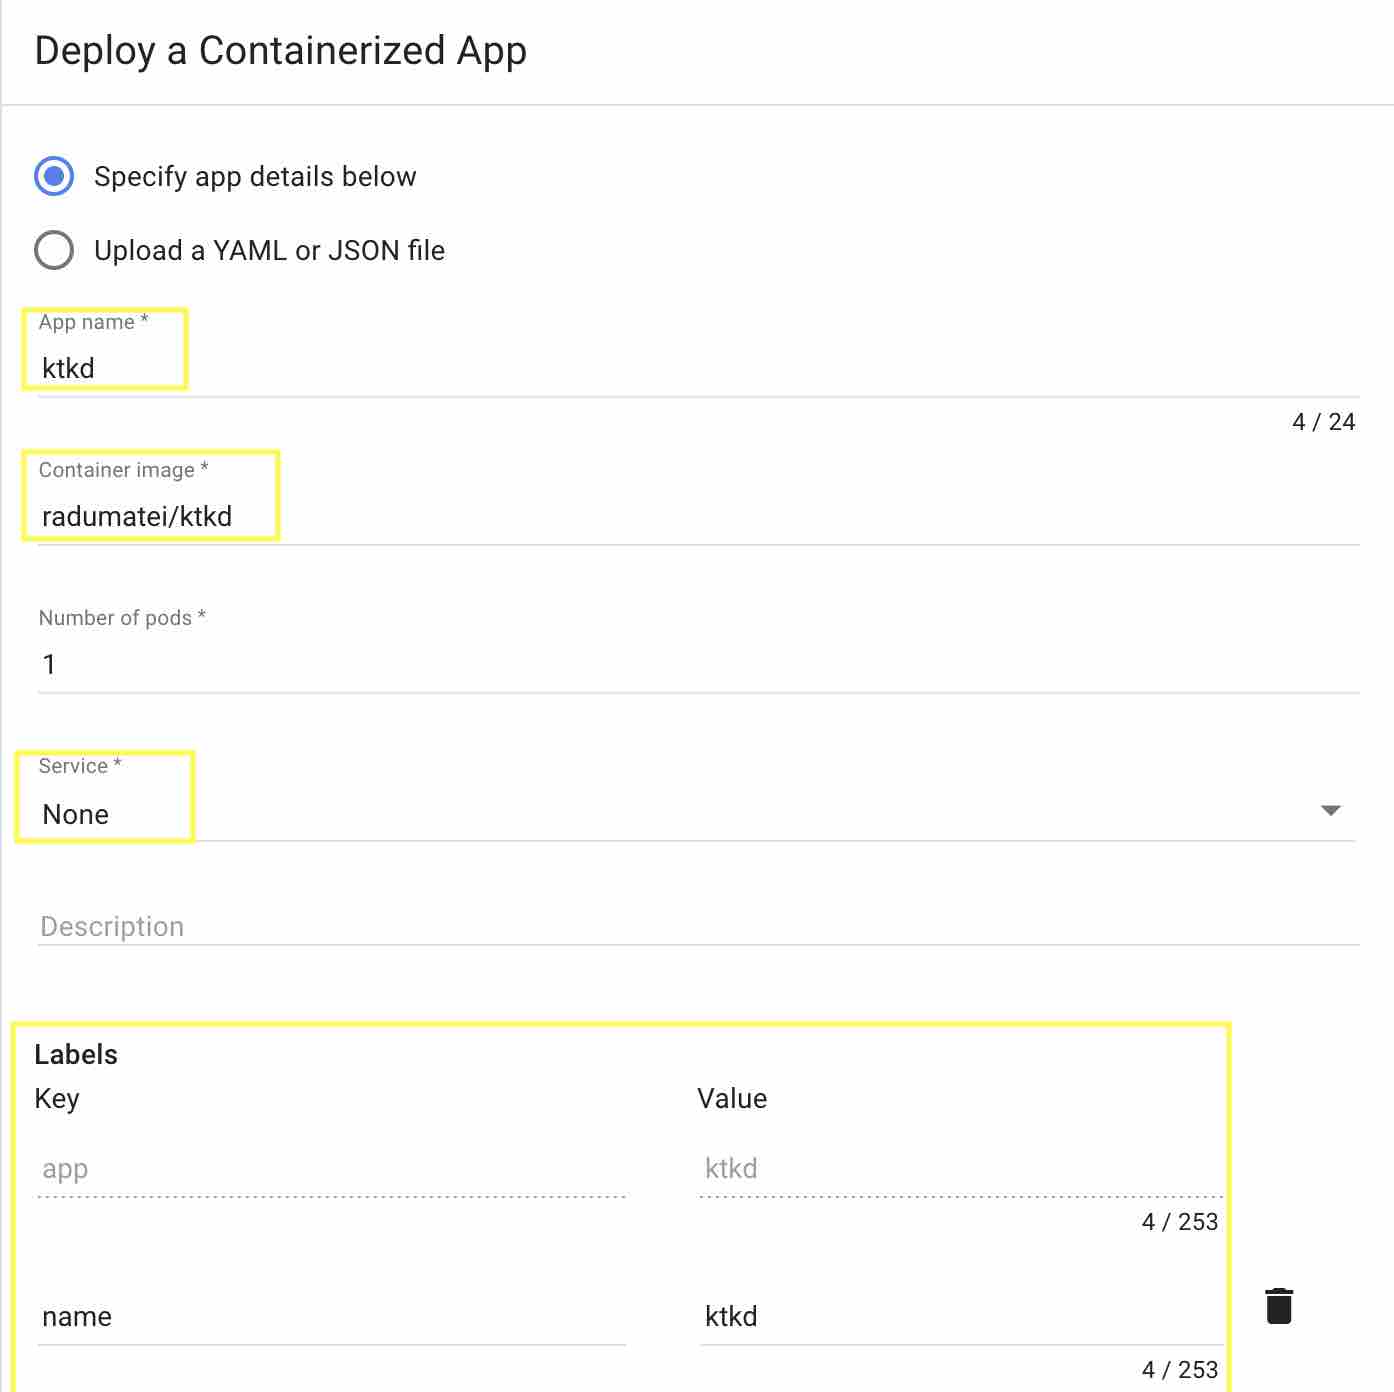 Deploy a Containerized App
Specify app details below
Upload a YAML or JSON file
App name *
ktkd
4 / 24
Container image *
radumatei/ktkd
Number of pods *
1
Service *
None
Description
Labels
Key Value
app ktkd
4 / 253
name ktkd
4 / 253